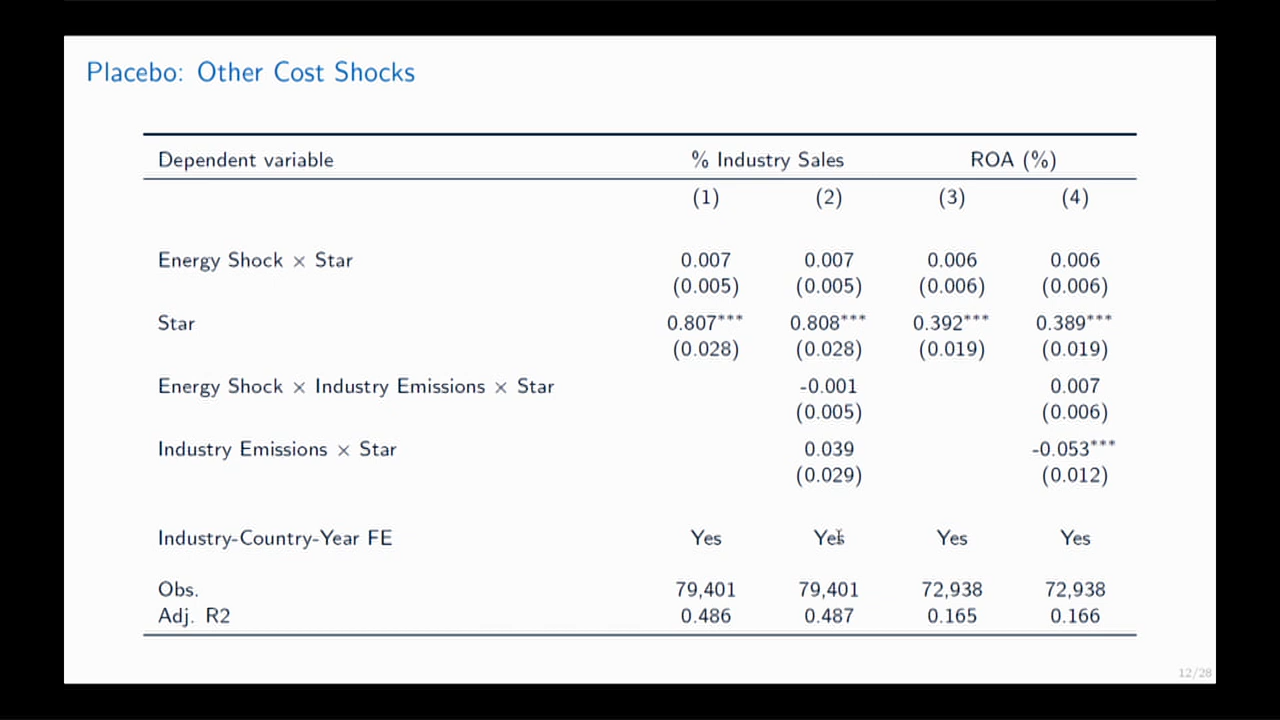 Placebo: Other Cost Shocks
Dependent variable % Industry Sales ROA (%)
(1) (2) (3) (4)
Energy Shock × Star 0.007 0.007 0.006 0.006
(0.005) (0.005) (0.006) (0.006)
Star 0.807*** 0.808*** 0.392*** 0.389***
(0.028) (0.028) (0.019) (0.019)
Energy Shock × Industry Emissions × Star -0.001 0.007
(0.005) (0.006)
Industry Emissions × Star 0.039 -0.053***
(0.029) (0.012)
Industry-Country-Year FE Yes Yes Yes Yes
Obs. 79,401 79,401 72,938 72,938
Adj. R2 0.486 0.487 0.165 0.166
12/28